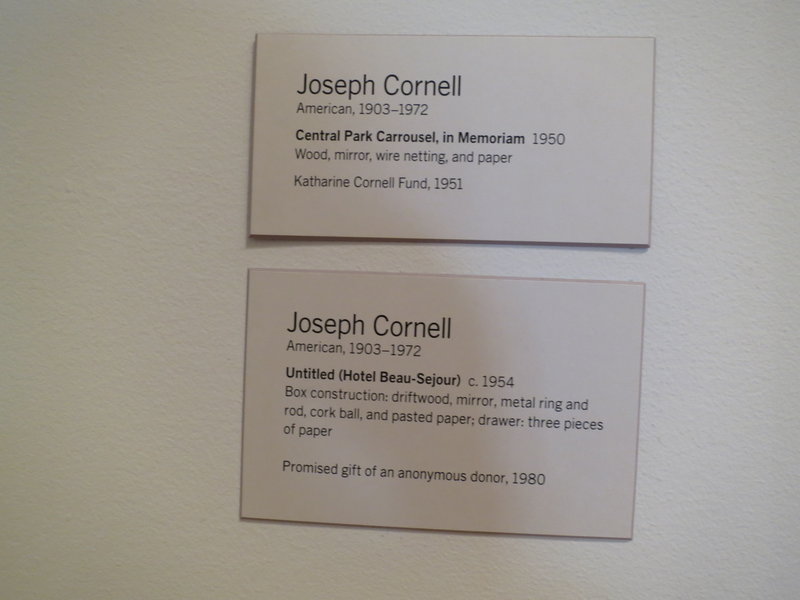 Joseph Cornell
American, 1903–1972
Central Park Carrousel, in Memoriam 1950
Wood, mirror, wire netting, and paper
Katharine Cornell Fund, 1951
Joseph Cornell
American, 1903–1972
Untitled (Hotel Beau-Sejour) c. 1954
Box construction: driftwood, mirror, metal ring and
rod, cork ball, and pasted paper; drawer: three pieces
of paper
Promised gift of an anonymous donor, 1980